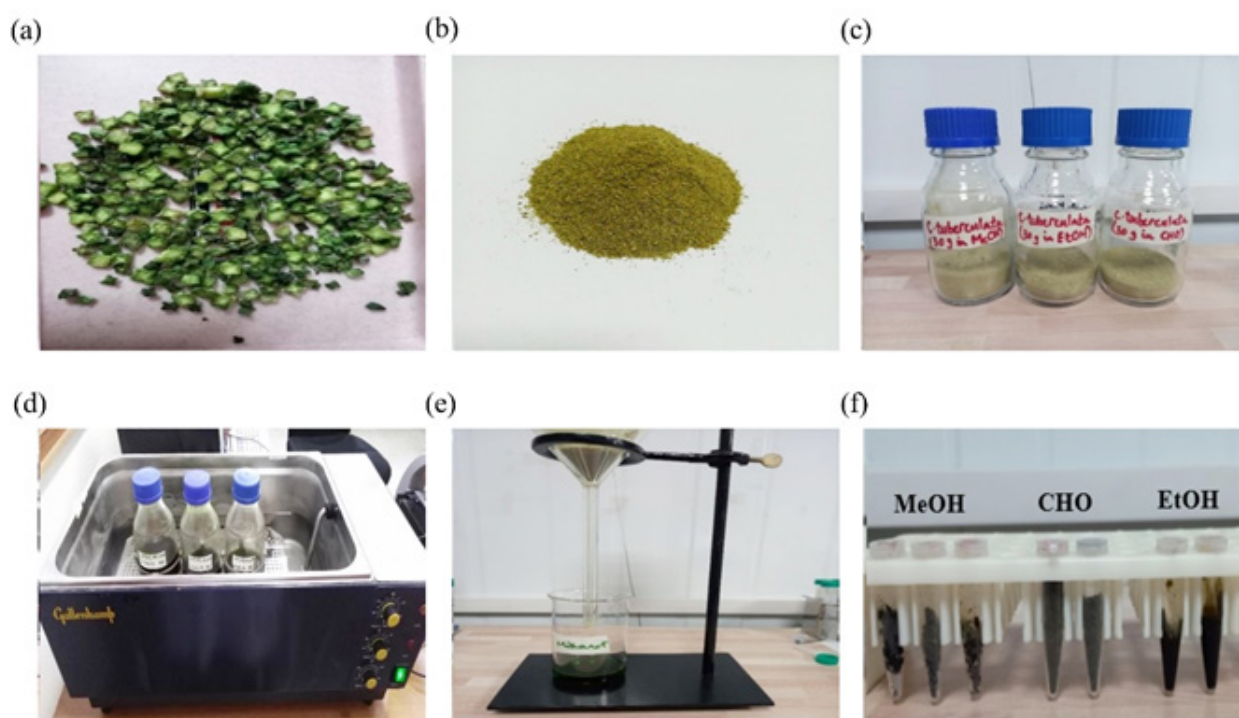 (a)
(b)
(c)
C-tuberculata
(30 g in MeOH)
C-tuberculata
(30 g in EtOH)
C-tuberculata
(30 g in CHO)
(d)
(e)
(f)
Gallenkamp
MeOH
CHO
EtOH